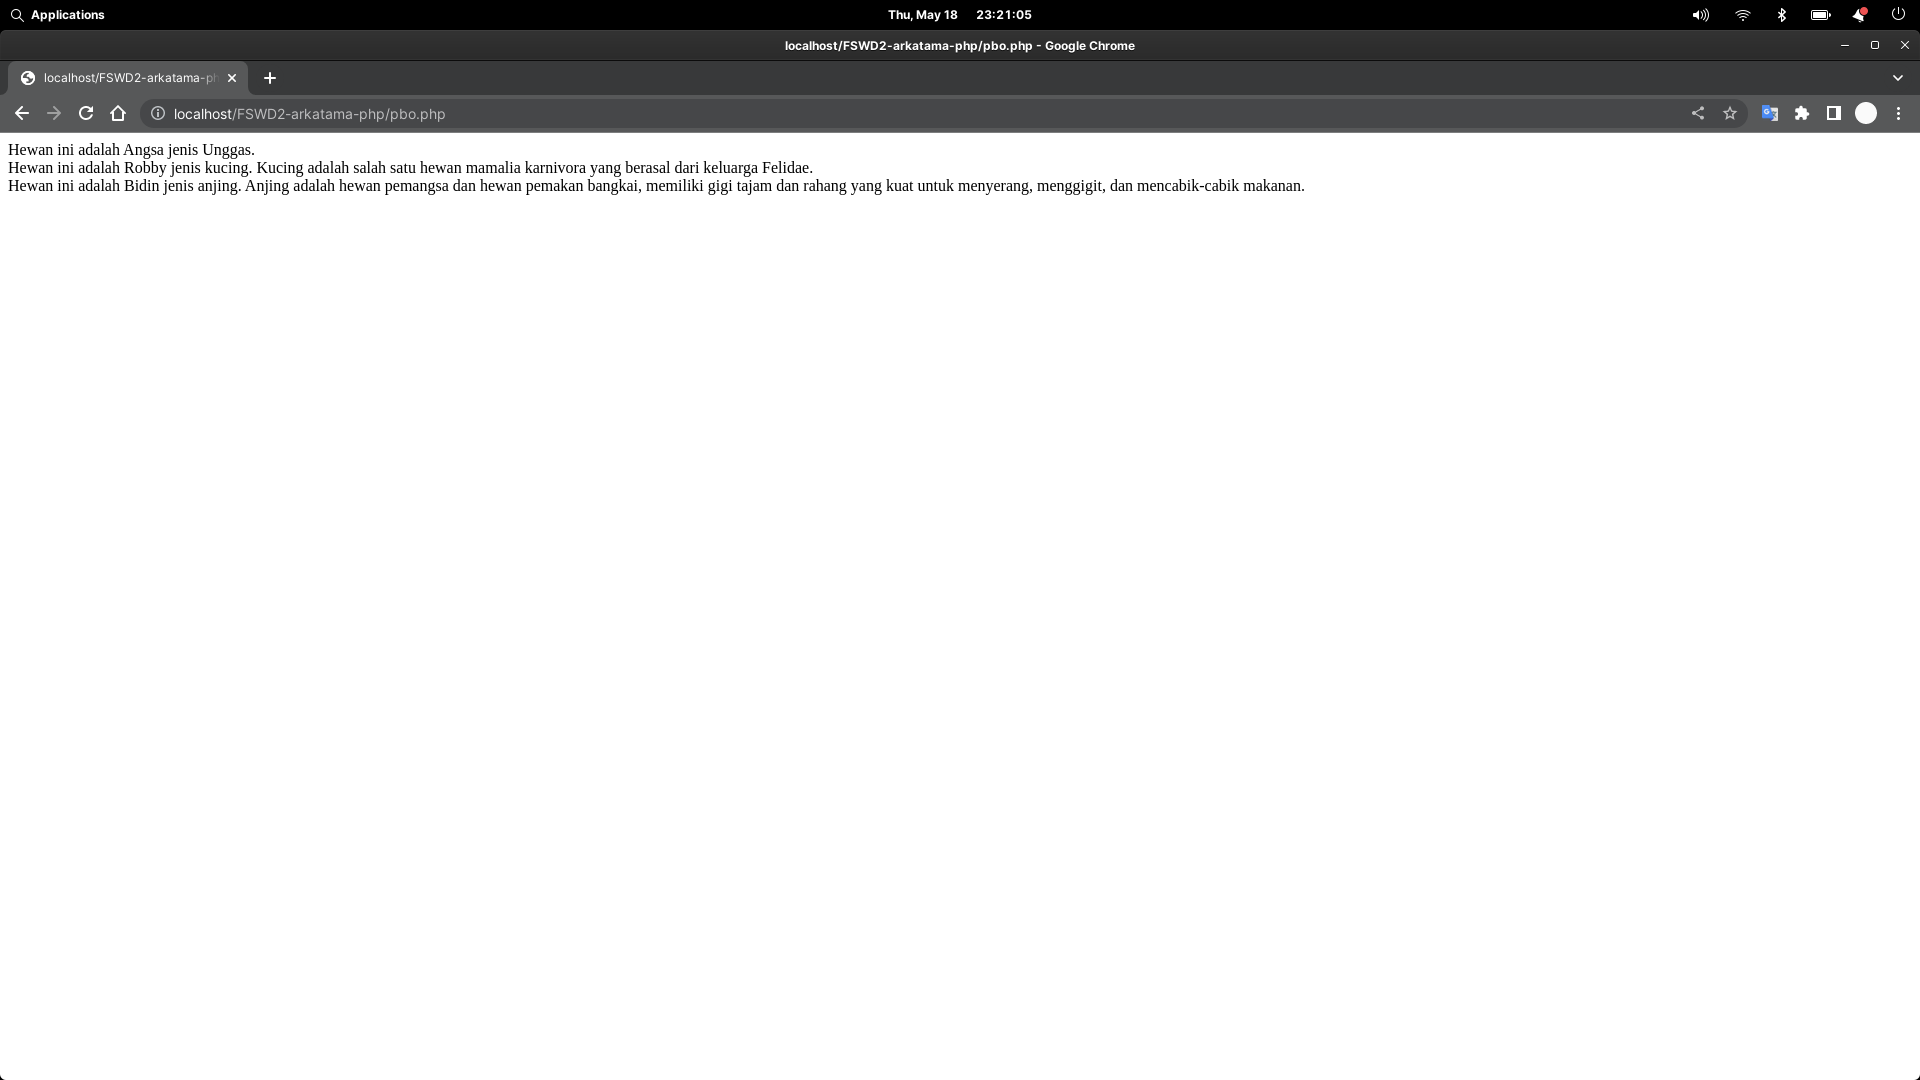 Applications
Thu, May 18 23:21:05
localhost/FSWD2-arkatama-php/pbo.php - Google Chrome
localhost/FSWD2-arkatama-ph
localhost/FSWD2-arkatama-php/pbo.php
Hewan ini adalah Angsa jenis Unggas.
Hewan ini adalah Robby jenis kucing. Kucing adalah salah satu hewan mamalia karnivora yang berasal dari keluarga Felidae.
Hewan ini adalah Bidin jenis anjing. Anjing adalah hewan pemangsa dan hewan pemakan bangkai, memiliki gigi tajam dan rahang yang kuat untuk menyerang, menggigit, dan mencabik-cabik makanan.